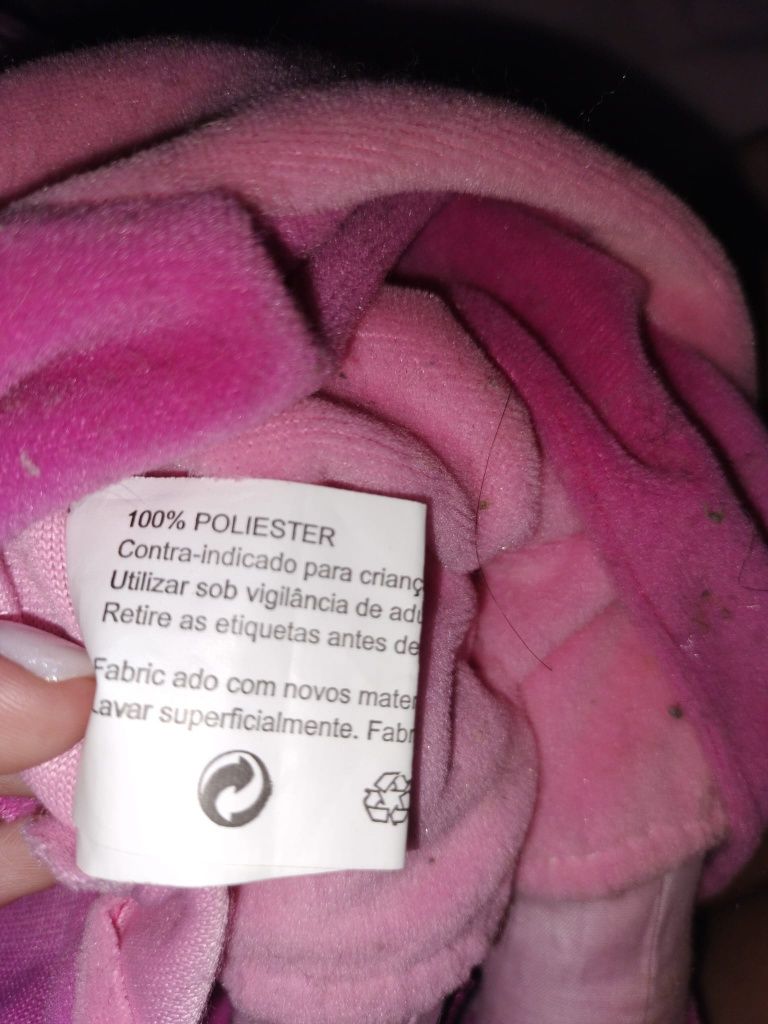 100% POLIESTER
Contra-indicado para crianç
Utilizar sob vigilância de adu
Retire as etiquetas antes de
Fabric ado com novos mater
Lavar superficialmente. Fabr